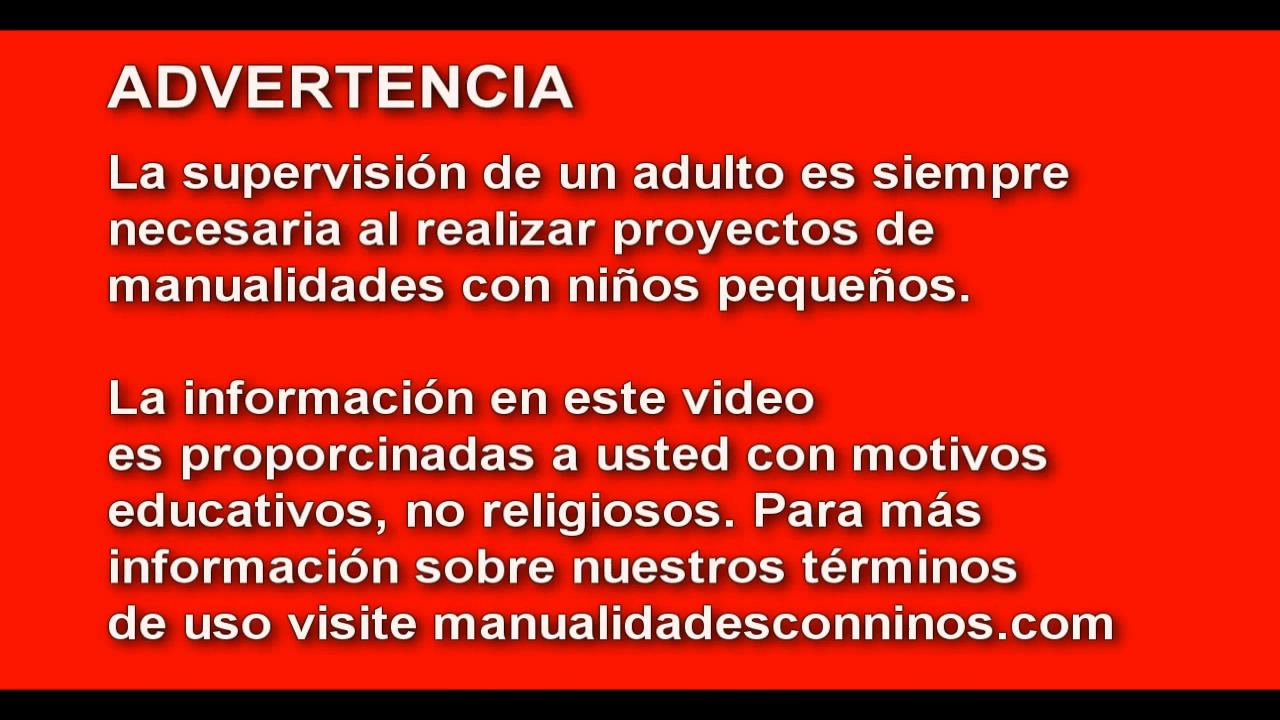 ADVERTENCIA
La supervisión de un adulto es siempre
necesaria al realizar proyectos de
manualidades con niños pequeños.
La información en este video
es proporcinadas a usted con motivos
educativos, no religiosos. Para más
información sobre nuestros términos
de uso visite manualidadesconninos.com